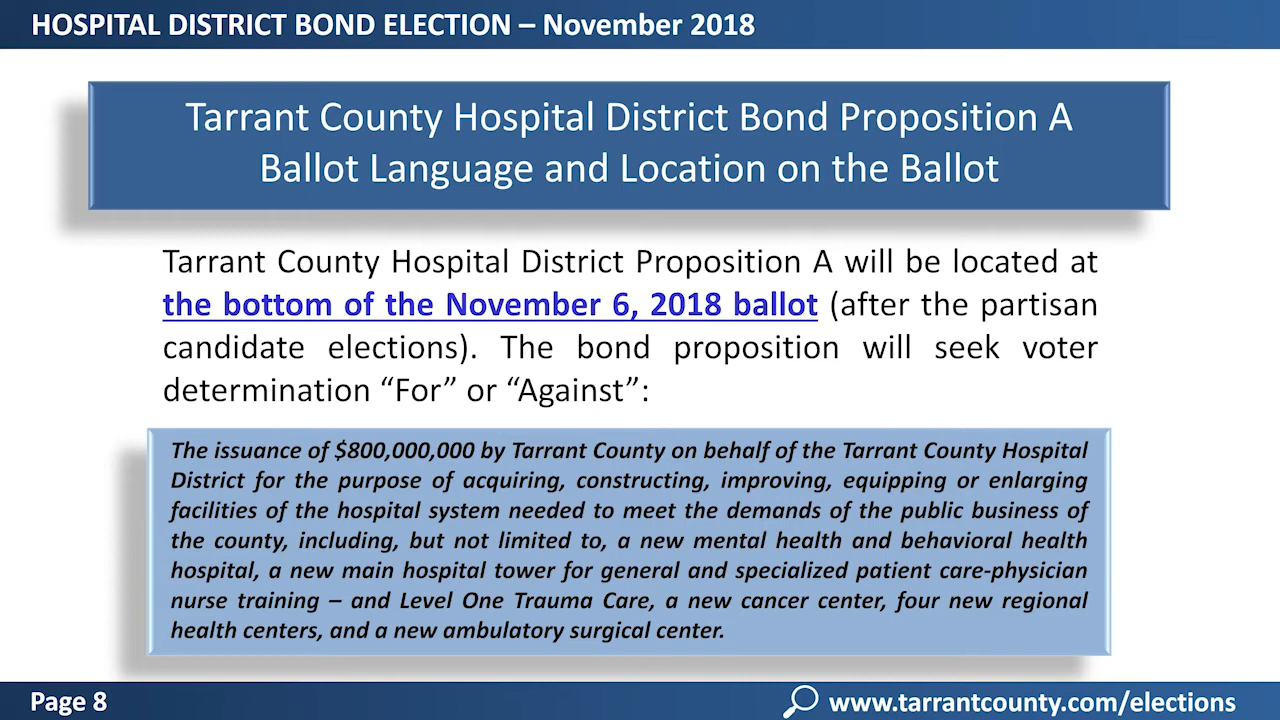 HOSPITAL DISTRICT BOND ELECTION – November 2018
Tarrant County Hospital District Bond Proposition A
Ballot Language and Location on the Ballot
Tarrant County Hospital District Proposition A will be located at
the bottom of the November 6, 2018 ballot (after the partisan
candidate elections). The bond proposition will seek voter
determination “For” or “Against”:
The issuance of $800,000,000 by Tarrant County on behalf of the Tarrant County Hospital
District for the purpose of acquiring, constructing, improving, equipping or enlarging
facilities of the hospital system needed to meet the demands of the public business of
the county, including, but not limited to, a new mental health and behavioral health
hospital, a new main hospital tower for general and specialized patient care-physician
nurse training – and Level One Trauma Care, a new cancer center, four new regional
health centers, and a new ambulatory surgical center.
Page 8
www.tarrantcounty.com/elections